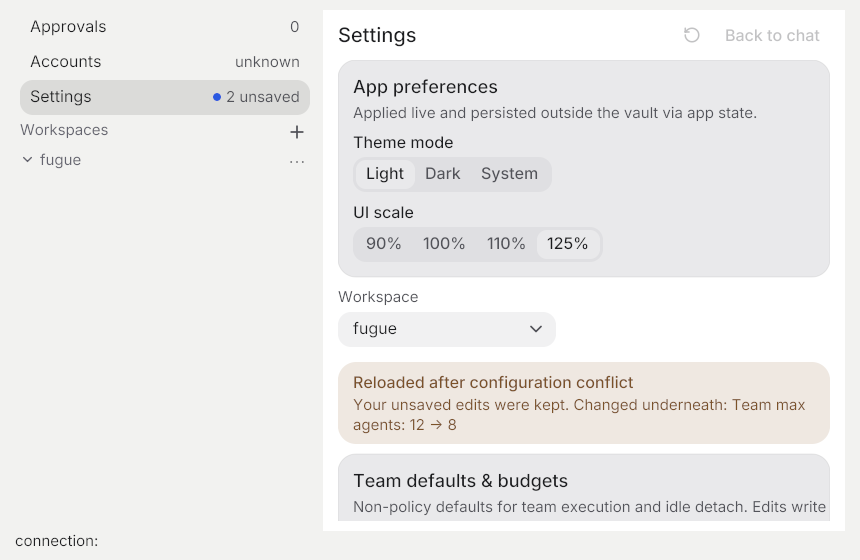 Approvals 0
Accounts unknown
Settings 2 unsaved
Workspaces
fugue
connection:
Settings Back to chat
App preferences
Applied live and persisted outside the vault via app state.
Theme mode
Light Dark System
UI scale
90% 100% 110% 125%
Workspace
fugue
Reloaded after configuration conflict
Your unsaved edits were kept. Changed underneath: Team max
agents: 12 → 8
Team defaults & budgets
Non-policy defaults for team execution and idle detach. Edits write